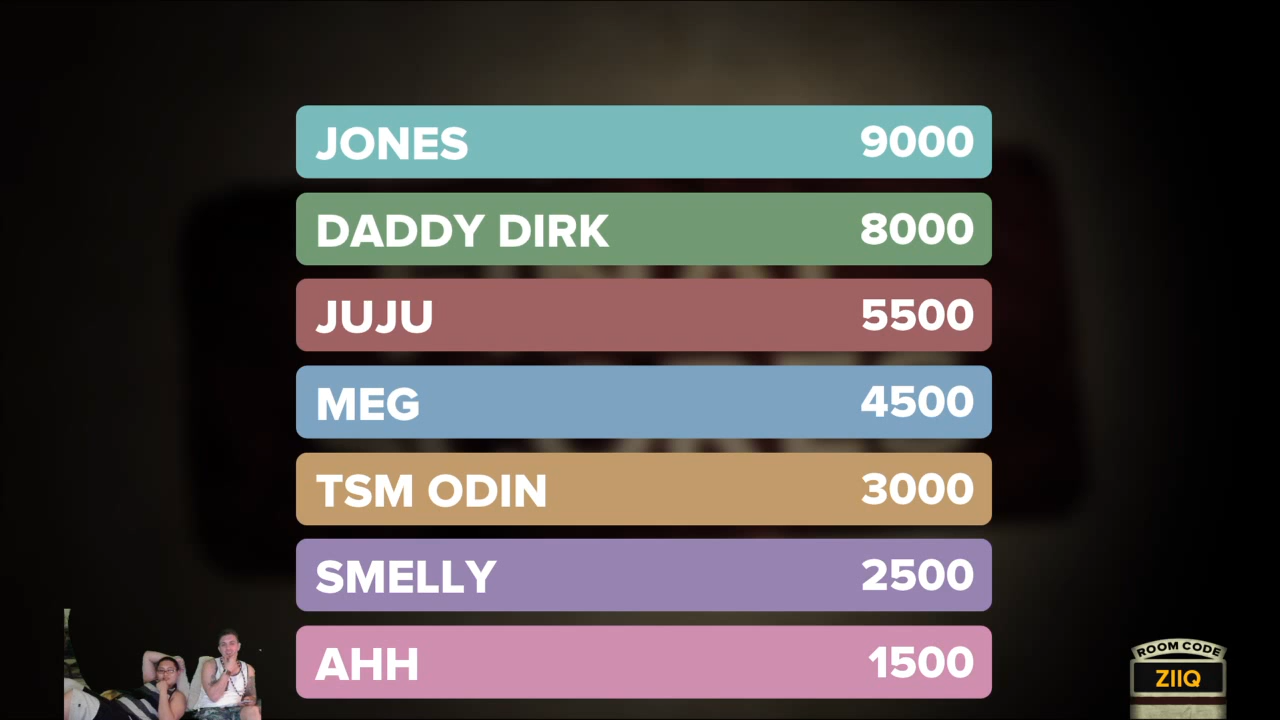 JONES 9000
DADDY DIRK 8000
JUJU 5500
MEG 4500
TSM ODIN 3000
SMELLY 2500
AHH 1500
ROOM CODE
ZIIQ